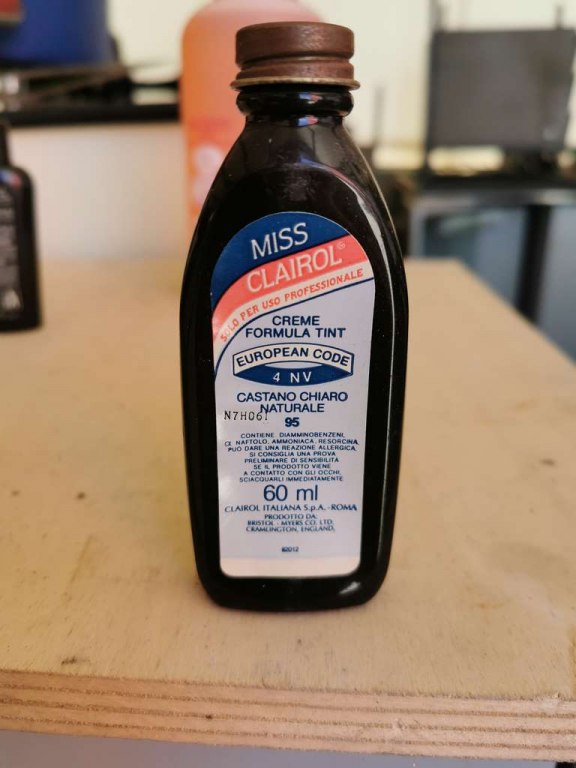 MISS
CLAIROL®
SOLO PER USO PROFESSIONALE
CREME
FORMULA TINT
EUROPEAN CODE
4 NV
CASTANO CHIARO
NATURALE
N7H061
95
CONTIENE DIAMMINOBENZENI,
α NAFTOLO, AMMONIACA, RESORCINA,
PUÒ DARE UNA REAZIONE ALLERGICA.
SI CONSIGLIA UNA PROVA
PRELIMINARE DI SENSIBILITÀ
SE IL PRODOTTO VIENE
A CONTATTO CON GLI OCCHI,
SCIACQUARLI IMMEDIATAMENTE
60 ml
CLAIROL ITALIANA S.p.A. - ROMA
PRODOTTO DA:
BRISTOL - MYERS CO. LTD.
CRAMLINGTON, ENGLAND.
62012